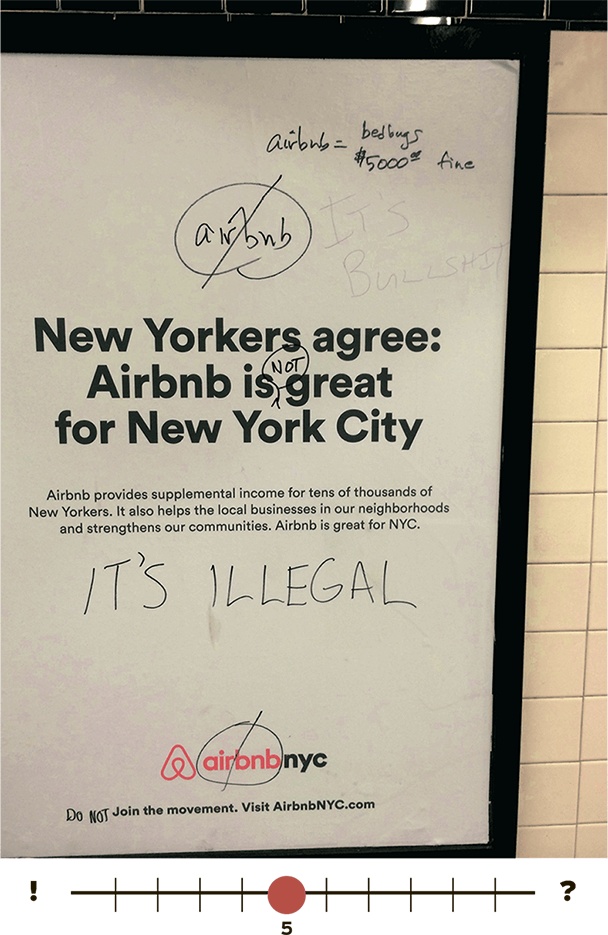 airbnb = bedbugs
$5000⁰⁰ fine
airbnb
IT'S
BULLSHIT
New Yorkers agree:
NOT
Airbnb is great
for New York City
Airbnb provides supplemental income for tens of thousands of
New Yorkers. It also helps the local businesses in our neighborhoods
and strengthens our communities. Airbnb is great for NYC.
IT'S ILLEGAL
airbnbnyc
DO NOT Join the movement. Visit AirbnbNYC.com
! ?
5